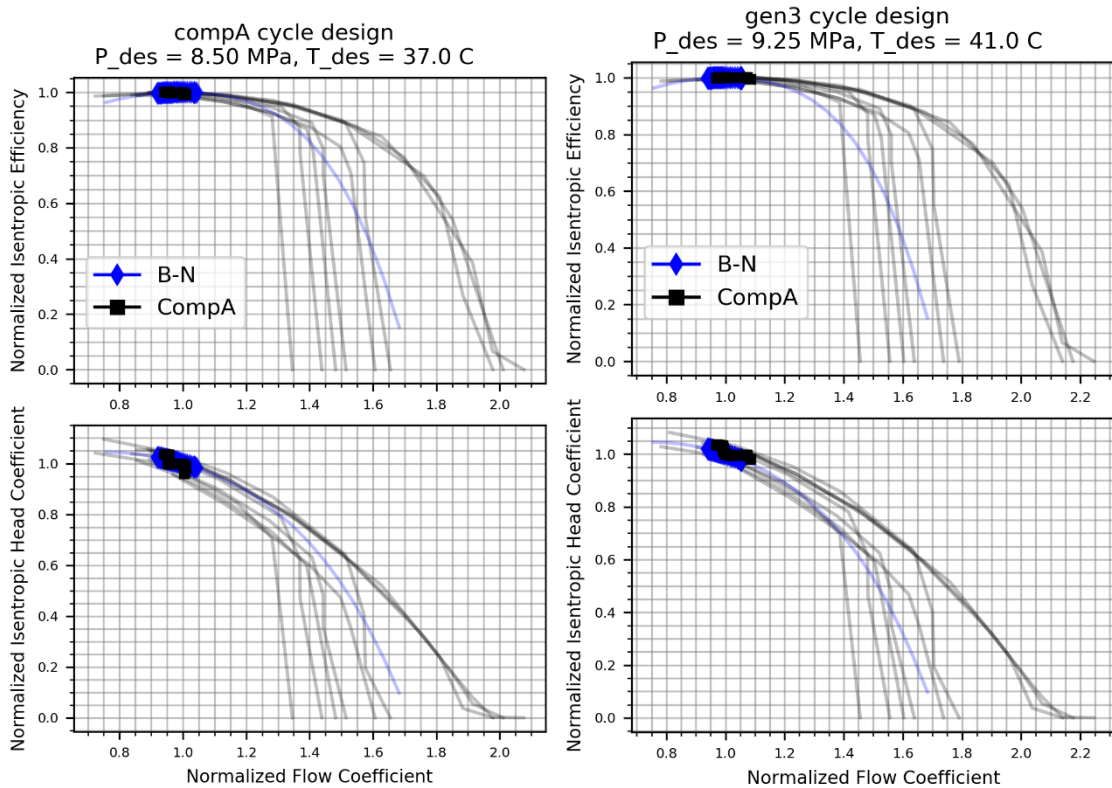 compA cycle design
P_des = 8.50 MPa, T_des = 37.0 C
Normalized Isentropic Efficiency
1.0
0.8
0.6
0.4
0.2
0.0
B-N
CompA
0.8 1.0 1.2 1.4 1.6 1.8 2.0
gen3 cycle design
P_des = 9.25 MPa, T_des = 41.0 C
Normalized Isentropic Efficiency
1.0
0.8
0.6
0.4
0.2
0.0
B-N
CompA
0.8 1.0 1.2 1.4 1.6 1.8 2.0 2.2
Normalized Isentropic Head Coefficient
1.0
0.8
0.6
0.4
0.2
0.0
0.8 1.0 1.2 1.4 1.6 1.8 2.0
Normalized Flow Coefficient
Normalized Isentropic Head Coefficient
1.0
0.8
0.6
0.4
0.2
0.0
0.8 1.0 1.2 1.4 1.6 1.8 2.0 2.2
Normalized Flow Coefficient